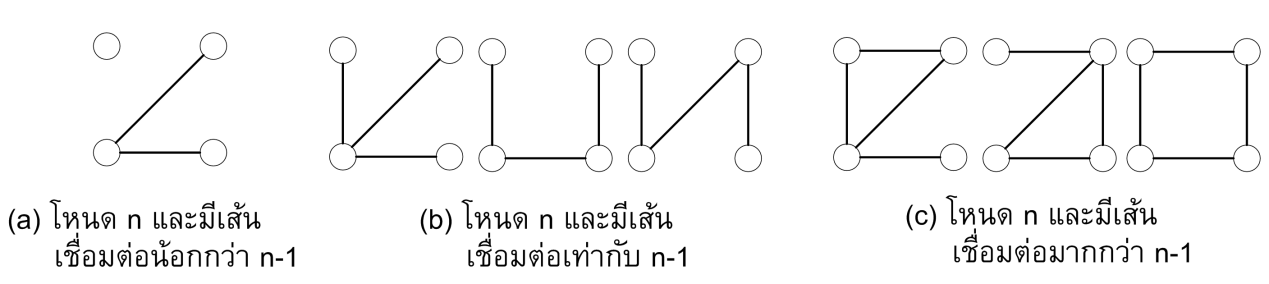 (a) โหนด n และมีเส้น
เชื่อมต่อน้อกกว่า n-1
(b) โหนด n และมีเส้น
เชื่อมต่อเท่ากับ n-1
(c) โหนด n และมีเส้น
เชื่อมต่อมากกว่า n-1